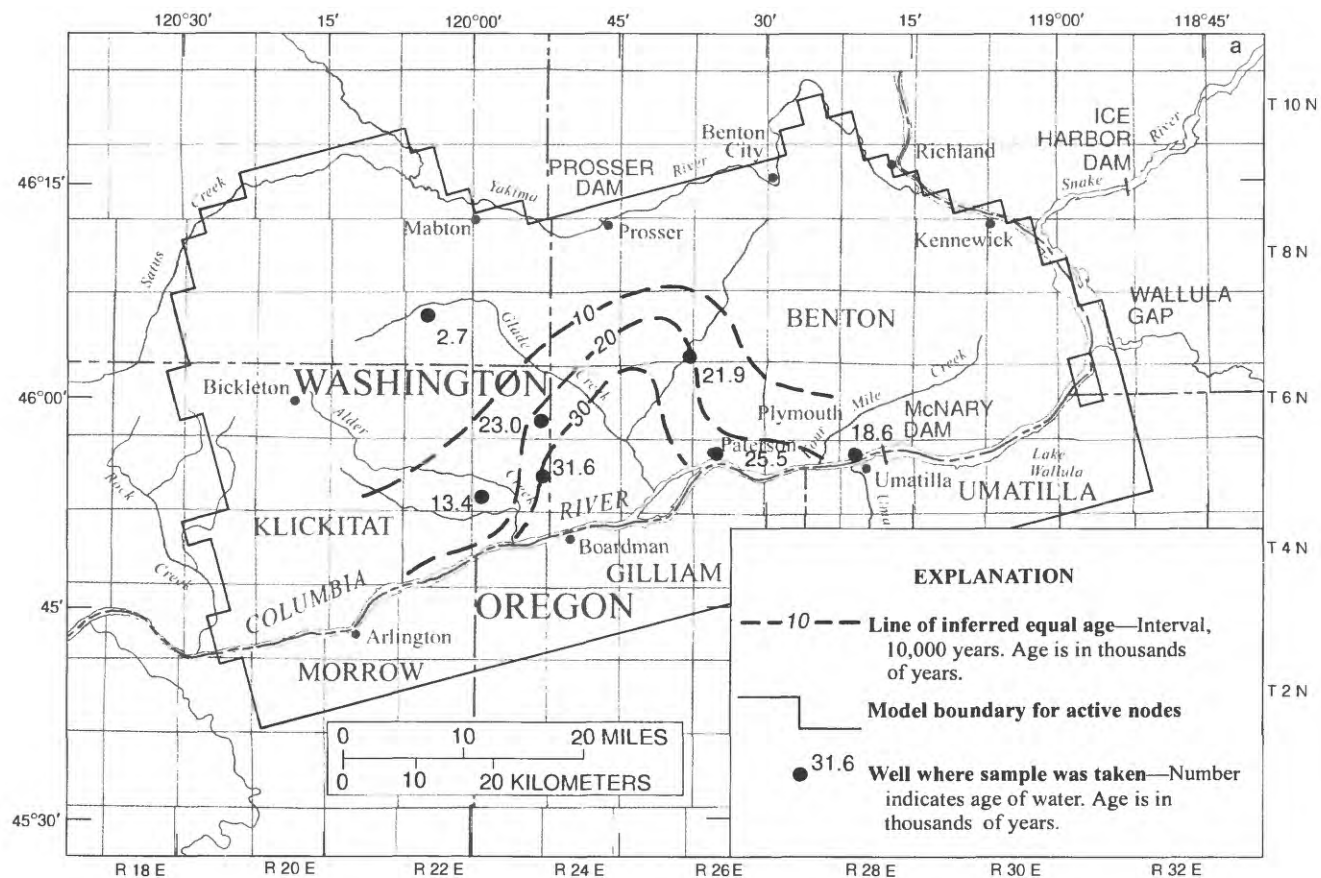 120°30′ 15′ 120°00′ 45′ 30′ 15′ 119°00′ 118°45′
a
T 10 N
ICE
HARBOR
DAM
River
Snake
Benton
City
Richland
PROSSER
DAM
River
Yakima
46°15′
Creek
Satus
Mabton
Prosser
Kennewick
T 8 N
WALLULA
GAP
BENTON
10
20
30
Glade
Creek
2.7
21.9
WASHINGTON
Bickleton
46°00′
Alder
Creek
23.0
31.6
13.4
Plymouth
Mile
Creek
Four
McNARY
DAM
T 6 N
18.6
Paterson
25.5
Umatilla
Lake
Wallula
UMATILLA
Rock
Creek
KLICKITAT
RIVER
COLUMBIA
Boardman
GILLIAM
OREGON
T 4 N
45′
Arlington
MORROW
T 2 N
0 10 20 MILES
0 10 20 KILOMETERS
EXPLANATION
10 Line of inferred equal age—Interval,
10,000 years. Age is in thousands
of years.
Model boundary for active nodes
31.6 Well where sample was taken—Number
indicates age of water. Age is in
thousands of years.
45°30′
R 18 E R 20 E R 22 E R 24 E R 26 E R 28 E R 30 E R 32 E